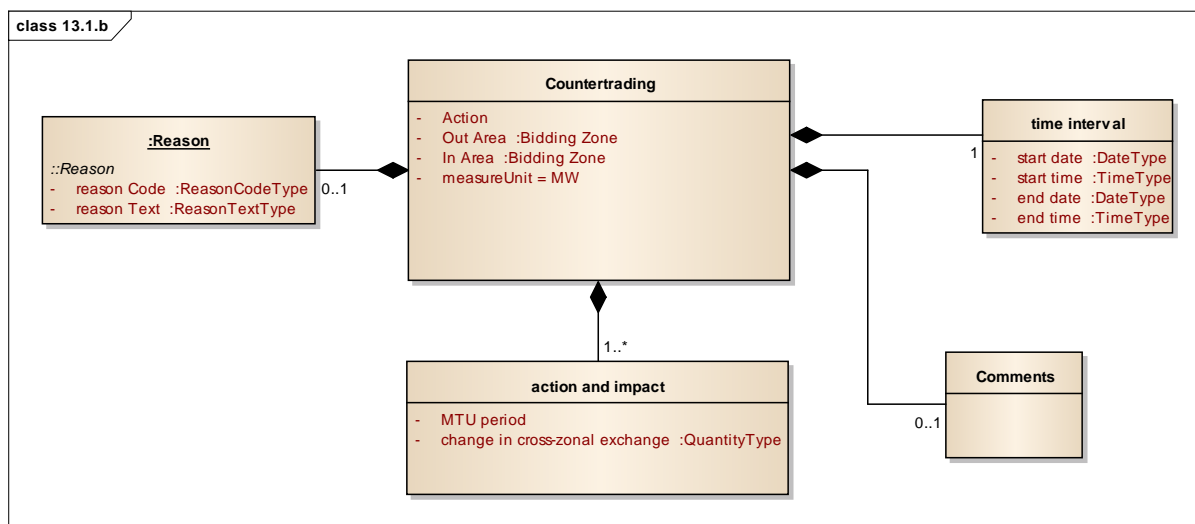 class 13.1.b
Countertrading
- Action
- Out Area :Bidding Zone
- In Area :Bidding Zone
- measureUnit = MW
:Reason
::Reason
- reason Code :ReasonCodeType
- reason Text :ReasonTextType
0..1
time interval
- start date :DateType
- start time :TimeType
- end date :DateType
- end time :TimeType
1
1..*
action and impact
- MTU period
- change in cross-zonal exchange :QuantityType
Comments
0..1